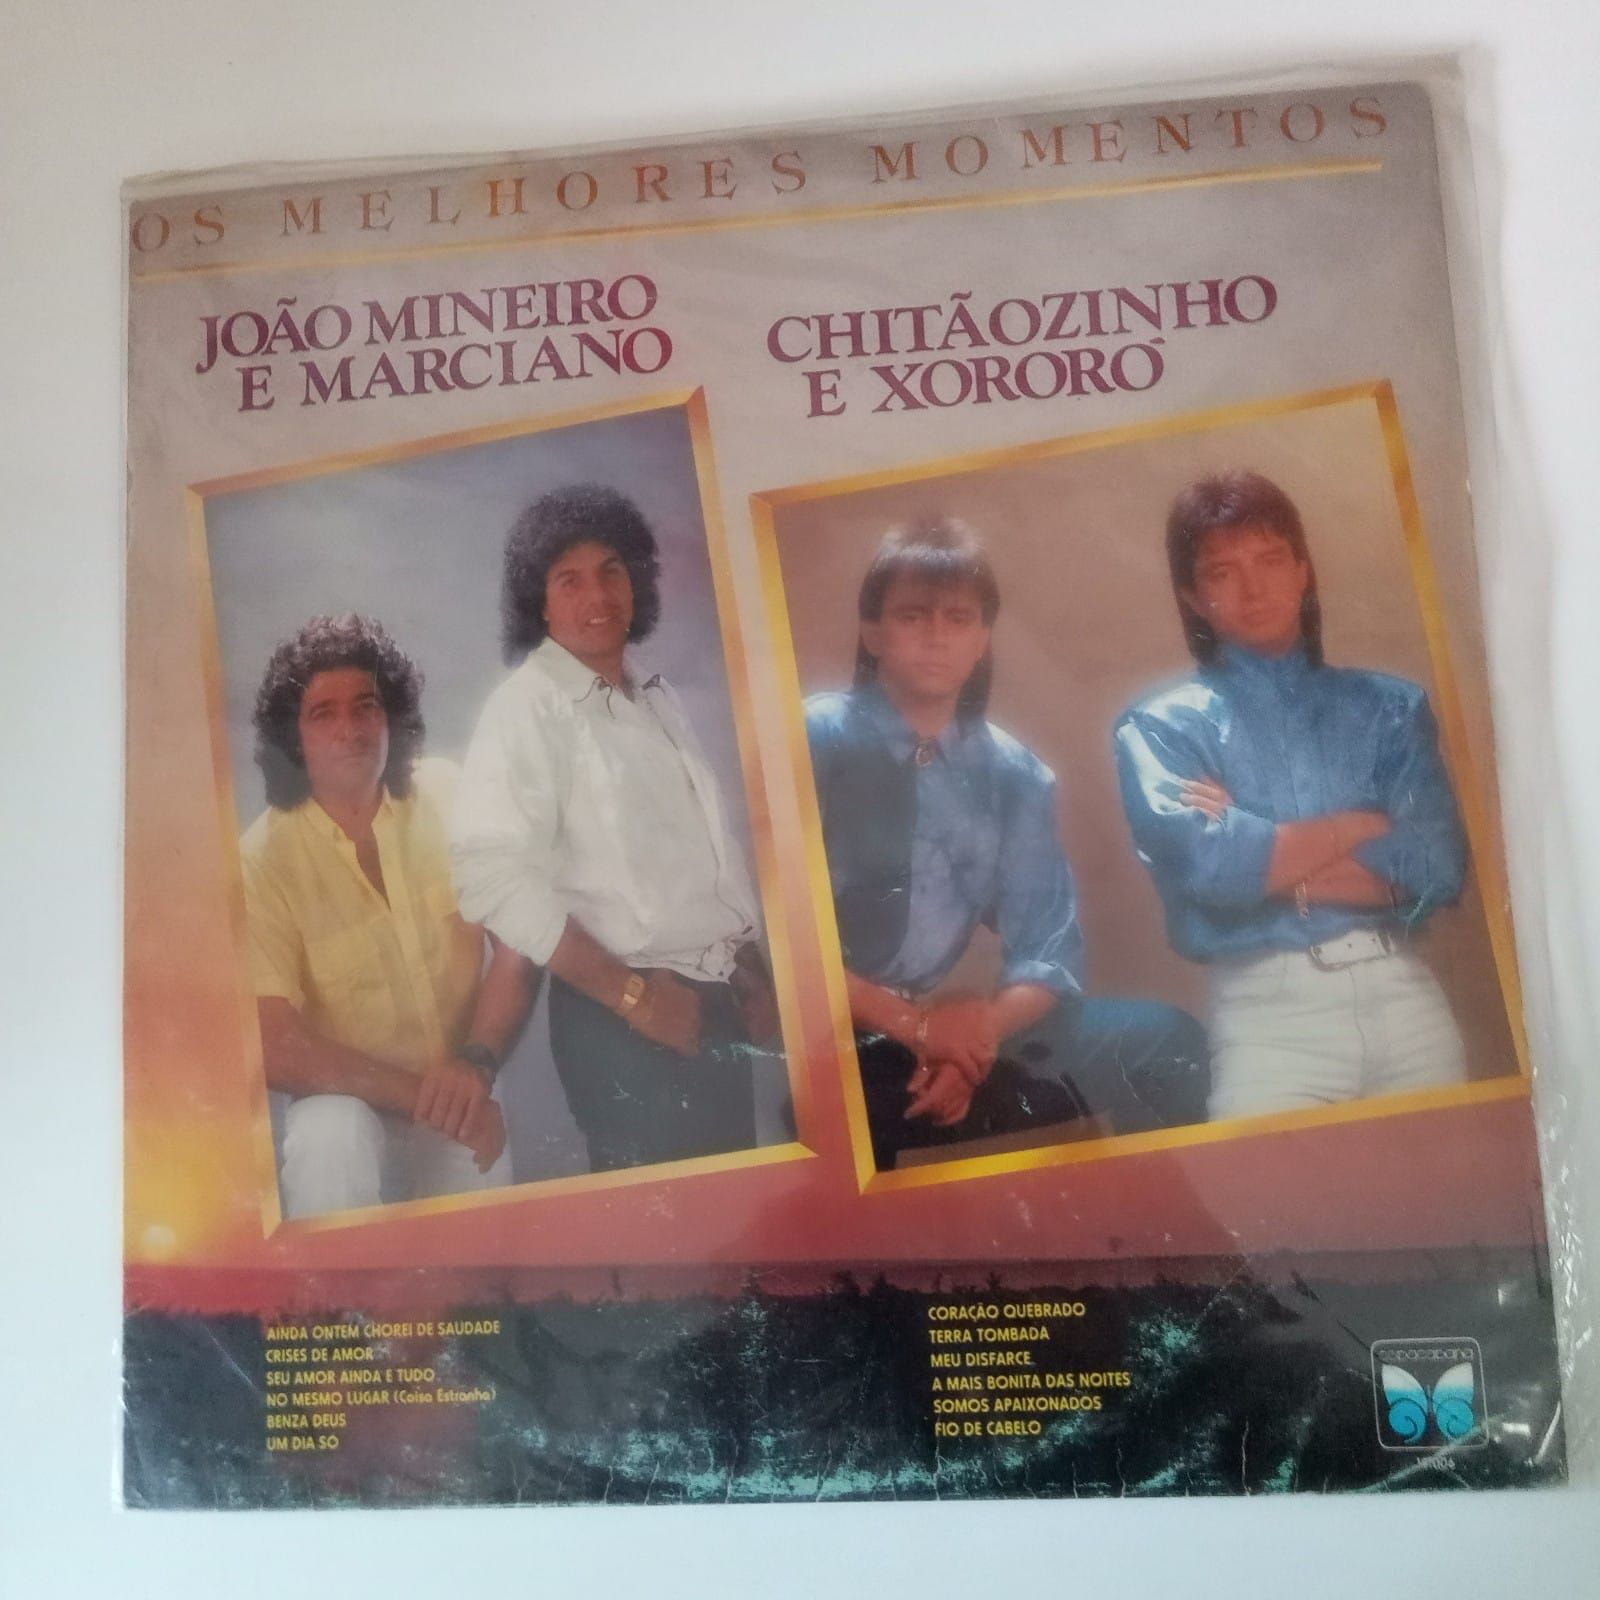 OS MELHORES MOMENTOS
JOÃO MINEIRO
E MARCIANO
CHITÃOZINHO
E XORORÓ
AINDA ONTEM CHOREI DE SAUDADE
CRISES DE AMOR
SEU AMOR AINDA E TUDO
NO MESMO LUGAR (Coisa Estranha)
BENZA DEUS
UM DIA SÓ
CORAÇÃO QUEBRADO
TERRA TOMBADA
MEU DISFARCE
A MAIS BONITA DAS NOITES
SOMOS APAIXONADOS
FIO DE CABELO
copacabana